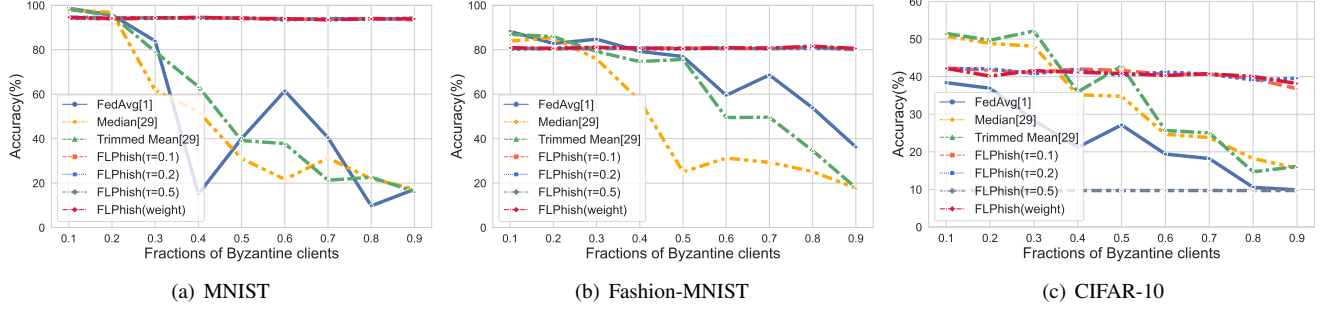 100
80
60
40
20
0
Accuracy(%)
FedAvg[1]
Median[29]
Trimmed Mean[29]
FLPhish(τ=0.1)
FLPhish(τ=0.2)
FLPhish(τ=0.5)
FLPhish(weight)
0.1 0.2 0.3 0.4 0.5 0.6 0.7 0.8 0.9
Fractions of Byzantine clients
(a) MNIST
100
80
60
40
20
0
Accuracy(%)
FedAvg[1]
Median[29]
Trimmed Mean[29]
FLPhish(τ=0.1)
FLPhish(τ=0.2)
FLPhish(τ=0.5)
FLPhish(weight)
0.1 0.2 0.3 0.4 0.5 0.6 0.7 0.8 0.9
Fractions of Byzantine clients
(b) Fashion-MNIST
60
50
40
30
20
10
0
Accuracy(%)
FedAvg[1]
Median[29]
Trimmed Mean[29]
FLPhish(τ=0.1)
FLPhish(τ=0.2)
FLPhish(τ=0.5)
FLPhish(weight)
0.1 0.2 0.3 0.4 0.5 0.6 0.7 0.8 0.9
Fractions of Byzantine clients
(c) CIFAR-10